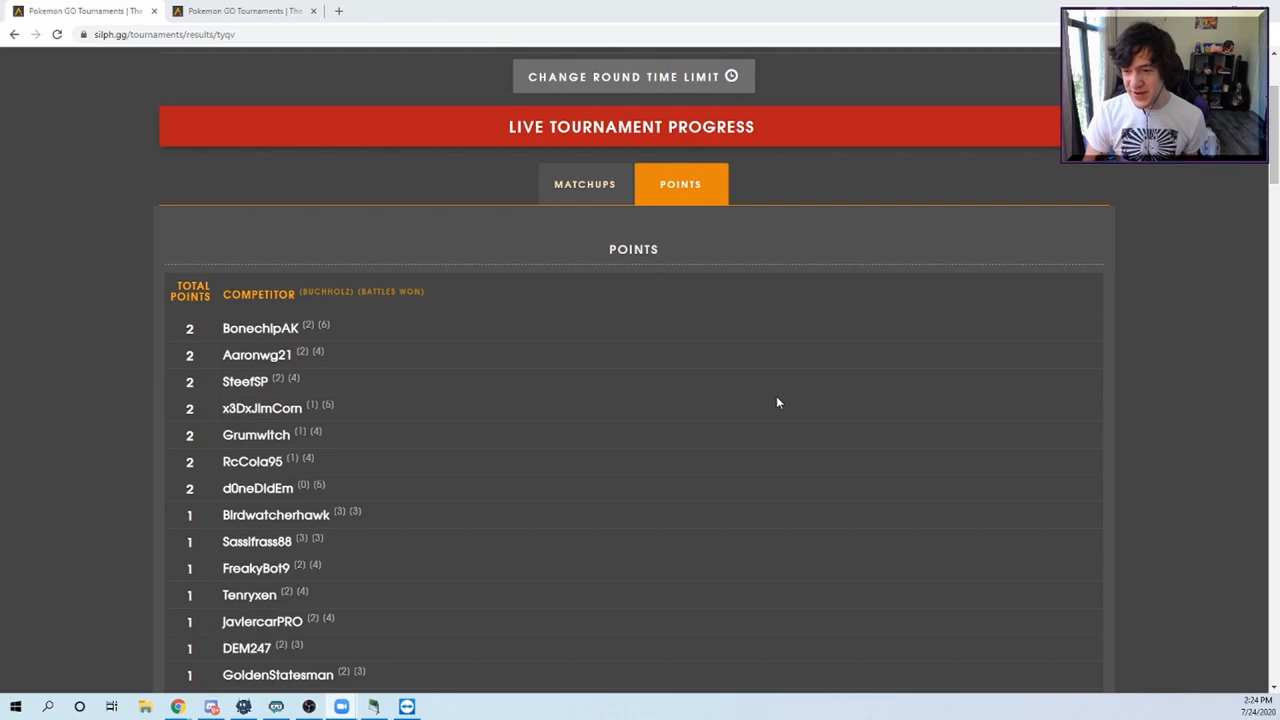 Pokemon GO Tournaments | The
Pokemon GO Tournaments | The
silph.gg/tournaments/results/tyqv
CHANGE ROUND TIME LIMIT
LIVE TOURNAMENT PROGRESS
MATCHUPS POINTS
POINTS
TOTAL POINTS COMPETITOR (BUCHHOLZ) (BATTLES WON)
2 BonechipAK (2) (6)
2 Aaronwg21 (2) (4)
2 SteefSP (2) (4)
2 x3DxJimCorn (1) (5)
2 Grumwitch (1) (4)
2 RcCola95 (1) (4)
2 d0neDidEm (0) (5)
1 Birdwatcherhawk (3) (3)
1 Sassifrass88 (3) (3)
1 FreakyBot9 (2) (4)
1 Tenryxen (2) (4)
1 JaviercarPRO (2) (4)
1 DEM247 (2) (3)
1 GoldenStatesman (2) (3)
2:24 PM
7/24/2020